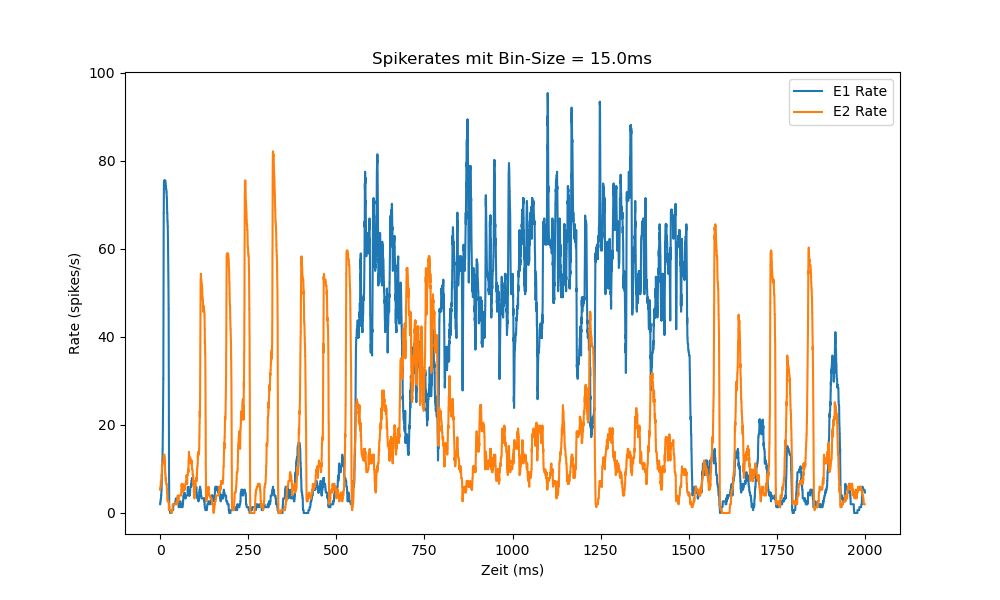 Spikerates mit Bin-Size = 15.0ms
E1 Rate
E2 Rate
Rate (spikes/s)
100
80
60
40
20
0
0 250 500 750 1000 1250 1500 1750 2000
Zeit (ms)